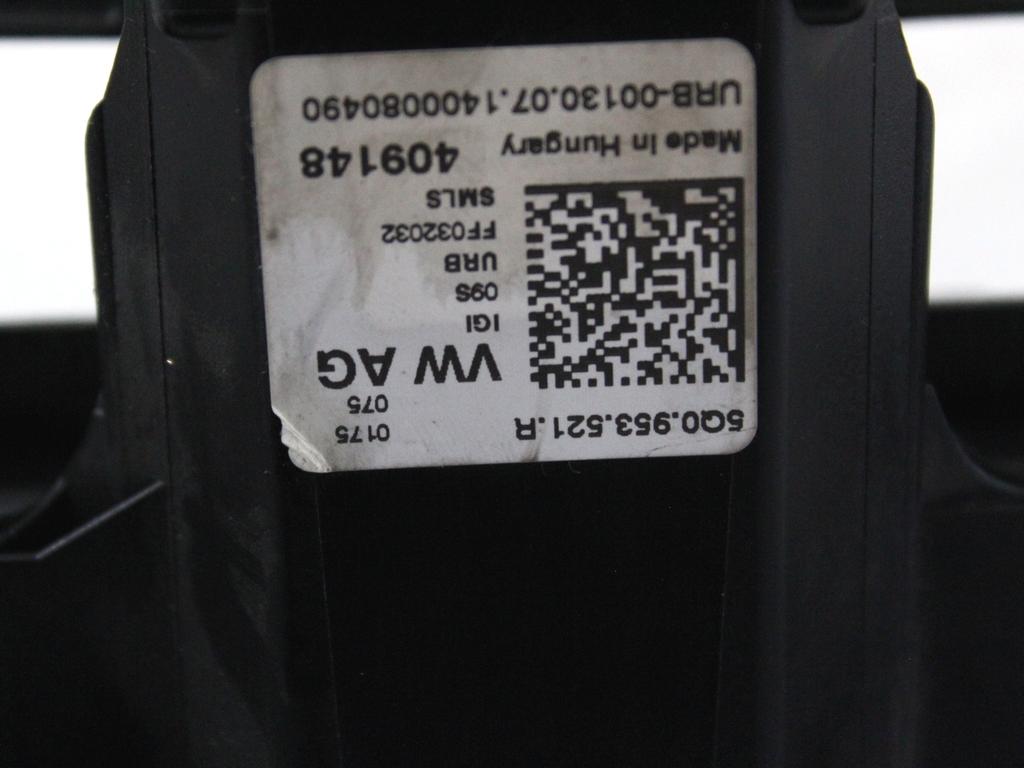 5Q0.953.521.R
0175
075
VW AG
IGI
09S
URB
FF032032
SMLS
409148
Made In Hungary
URB-00130.07.1400080490